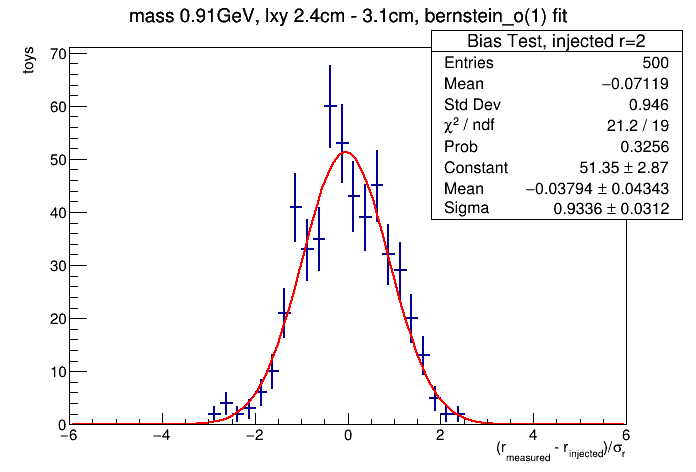 mass 0.91GeV, lxy 2.4cm - 3.1cm, bernstein_o(1) fit
Bias Test, injected r=2
Entries 500
Mean −0.07119
Std Dev 0.946
χ² / ndf 21.2 / 19
Prob 0.3256
Constant 51.35 ± 2.87
Mean −0.03794 ± 0.04343
Sigma 0.9336 ± 0.0312
toys
70
60
50
40
30
20
10
0
−6 −4 −2 0 2 4 6
(r_measured - r_injected)/σ_r